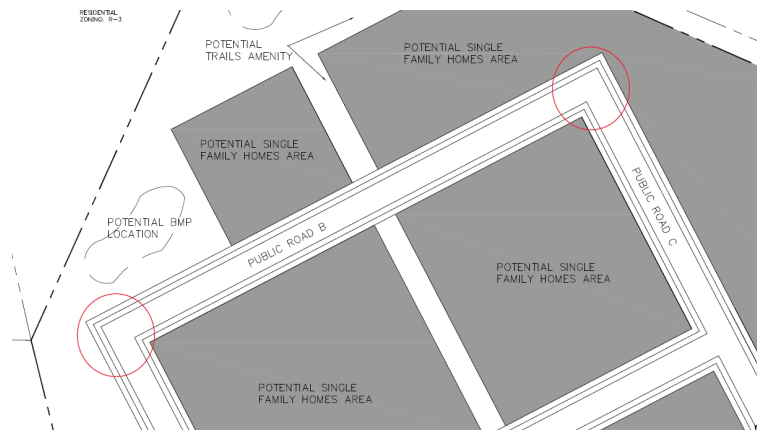 RESIDENTIAL
ZONING: R-3
POTENTIAL
TRAILS AMENITY
POTENTIAL SINGLE
FAMILY HOMES AREA
POTENTIAL SINGLE
FAMILY HOMES AREA
POTENTIAL BMP
LOCATION
PUBLIC ROAD B
PUBLIC ROAD C
POTENTIAL SINGLE
FAMILY HOMES AREA
POTENTIAL SINGLE
FAMILY HOMES AREA